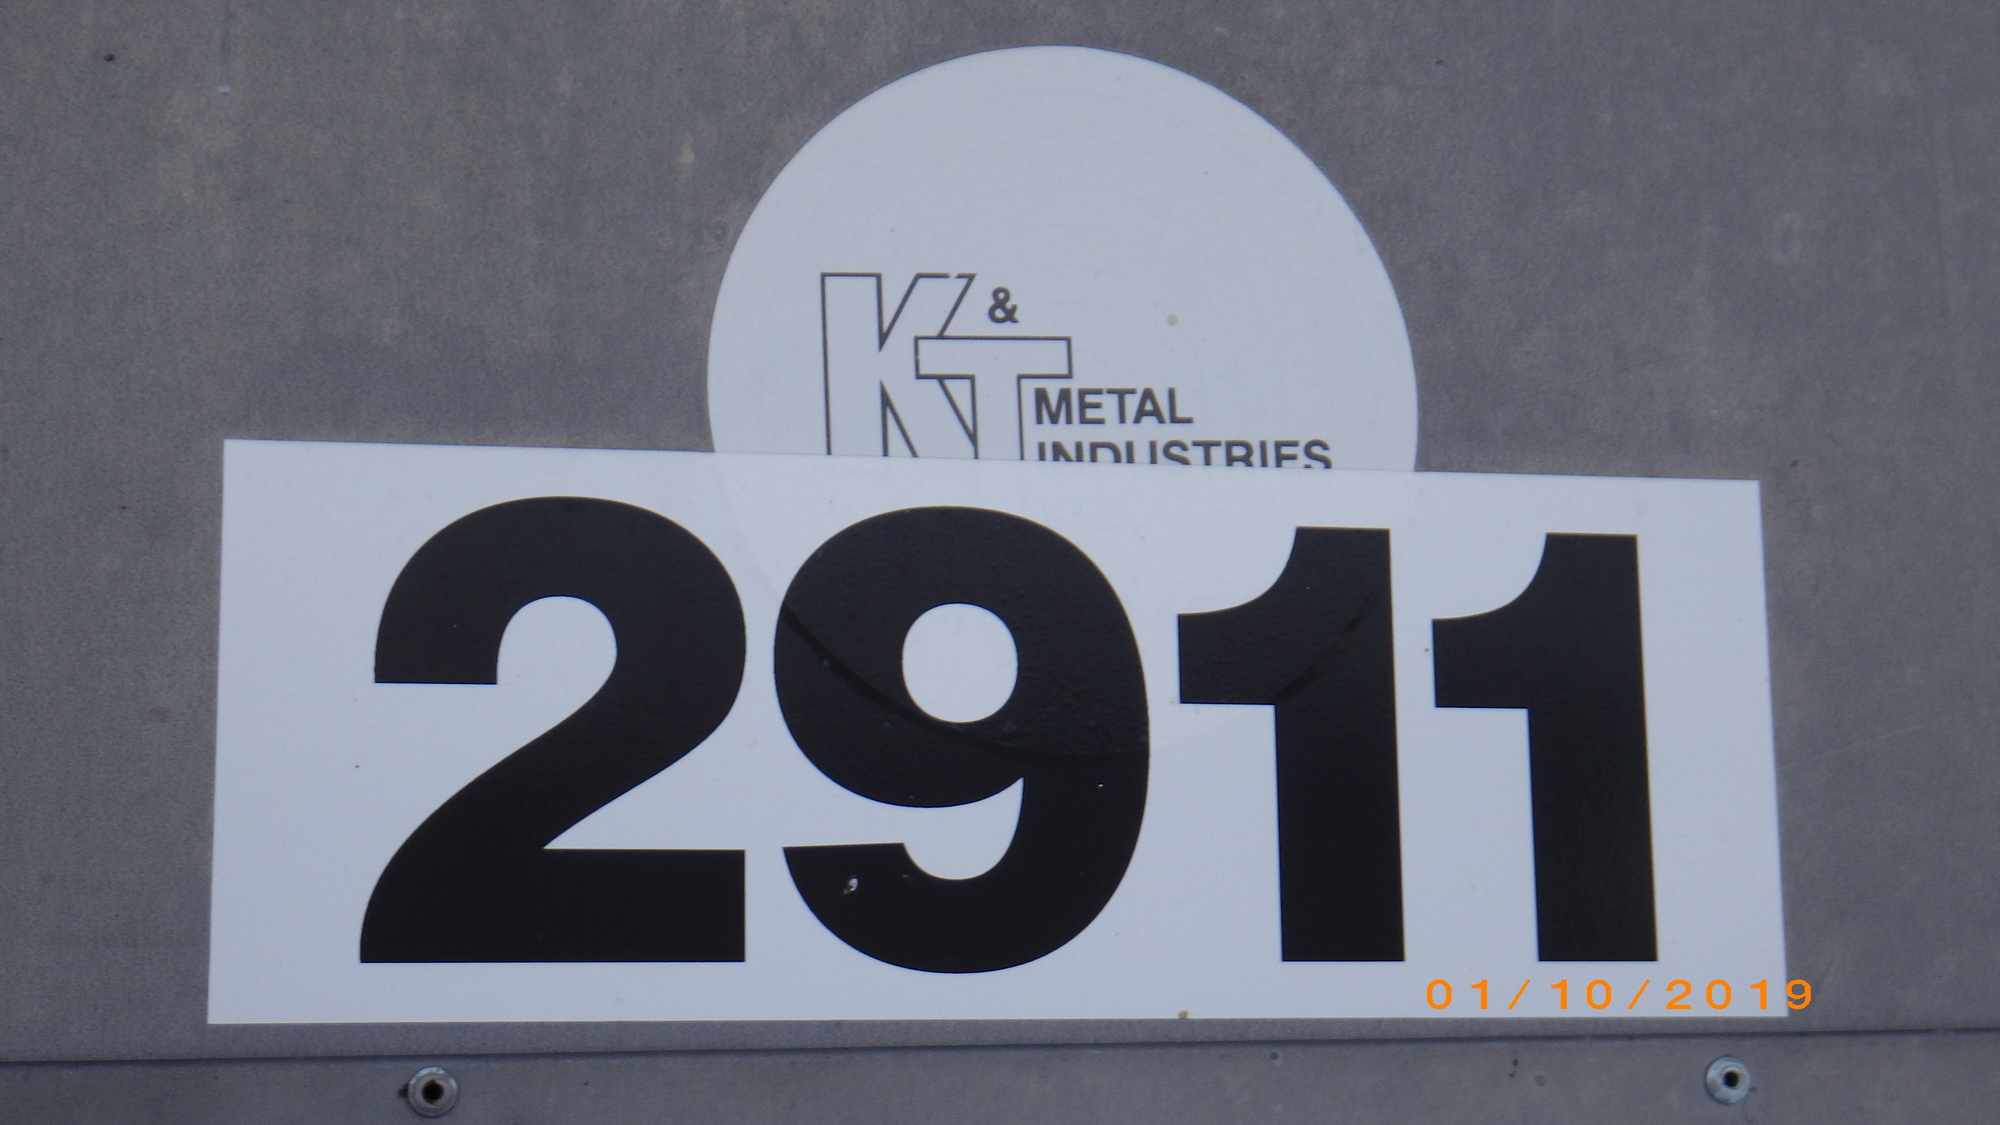 K & T
METAL
INDUSTRIES
2911
01/10/2019